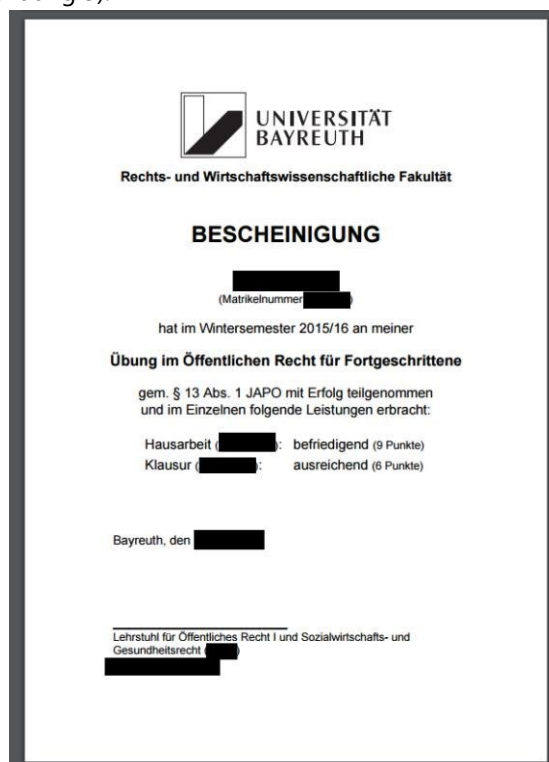 UNIVERSITÄT
BAYREUTH
Rechts- und Wirtschaftswissenschaftliche Fakultät
BESCHEINIGUNG
(Matrikelnummer )
hat im Wintersemester 2015/16 an meiner
Übung im Öffentlichen Recht für Fortgeschrittene
gem. § 13 Abs. 1 JAPO mit Erfolg teilgenommen
und im Einzelnen folgende Leistungen erbracht:
Hausarbeit ( ): befriedigend (9 Punkte)
Klausur ( ): ausreichend (6 Punkte)
Bayreuth, den
Lehrstuhl für Öffentliches Recht I und Sozialwirtschafts- und
Gesundheitsrecht ( )